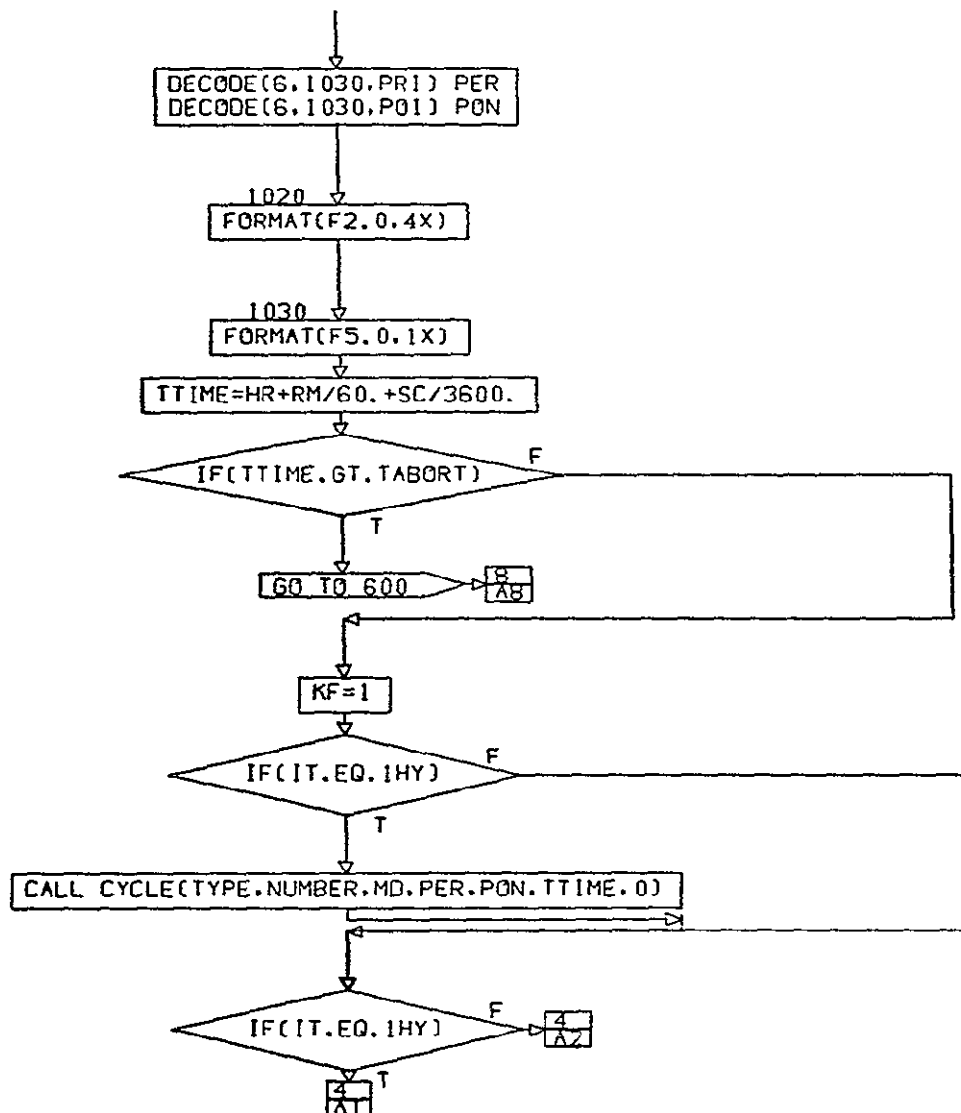 DECODE(6,1030,PR1) PER
DECODE(6,1030,PO1) PON
1020
FORMAT(F2.0,4X)
1030
FORMAT(F5.0,1X)
TTIME=HR+RM/60.+SC/3600.
F
IF(TTIME.GT.TABORT)
T
GO TO 600
8
A8
KF=1
F
IF(IT.EQ.1HY)
T
CALL CYCLE(TYPE,NUMBER,MD,PER,PON,TTIME,0)
F
IF(IT.EQ.1HY)
4
A2
T
4
A1